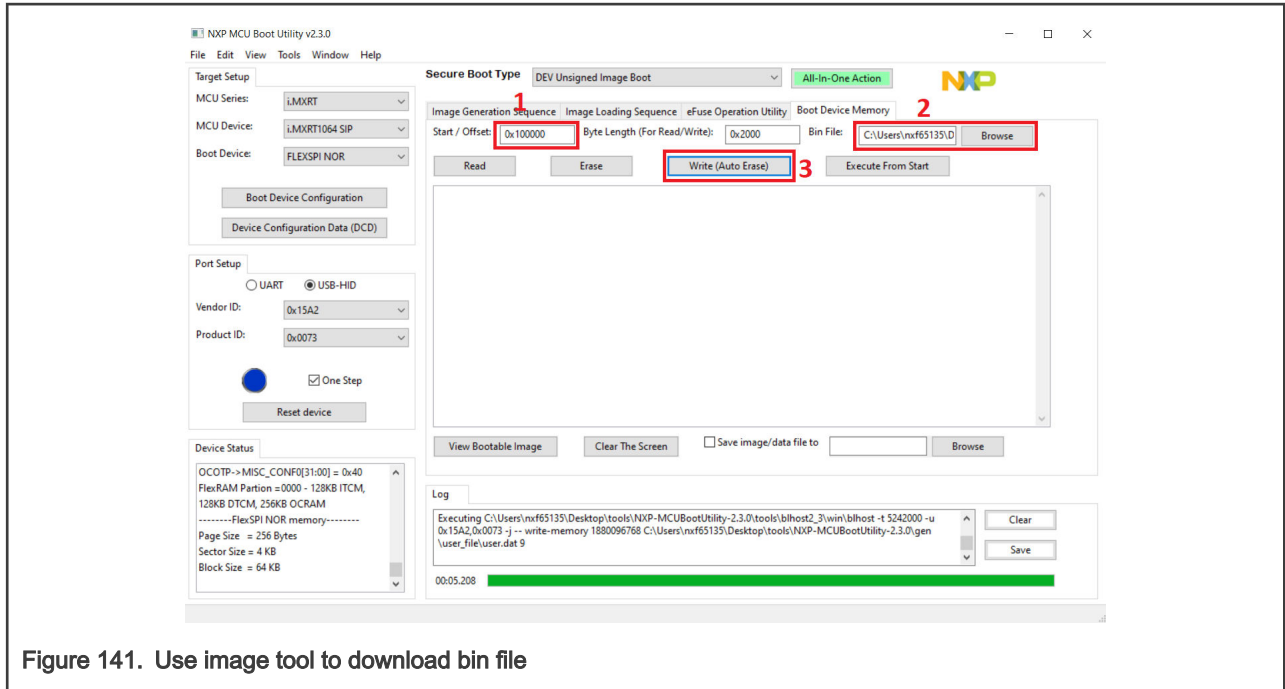 NXP MCU Boot Utility v2.3.0
File Edit View Tools Window Help
Target Setup
MCU Series: i.MXRT
MCU Device: i.MXRT1064 SIP
Boot Device: FLEXSPI NOR
Boot Device Configuration
Device Configuration Data (DCD)
Port Setup
UART USB-HID
Vendor ID: 0x15A2
Product ID: 0x0073
One Step
Reset device
Device Status
OCOTP->MISC_CONF0[31:00] = 0x40
FlexRAM Partion =0000 - 128KB ITCM,
128KB DTCM, 256KB OCRAM
--------FlexSPI NOR memory--------
Page Size = 256 Bytes
Sector Size = 4 KB
Block Size = 64 KB
Secure Boot Type DEV Unsigned Image Boot All-In-One Action NXP
1 2
Image Generation Sequence Image Loading Sequence eFuse Operation Utility Boot Device Memory
Start / Offset: 0x100000 Byte Length (For Read/Write): 0x2000 Bin File: C:\Users\nxf65135\D Browse
Read Erase Write (Auto Erase) 3 Execute From Start
View Bootable Image Clear The Screen Save image/data file to Browse
Log
Executing C:\Users\nxf65135\Desktop\tools\NXP-MCUBootUtility-2.3.0\tools\blhost2_3\win\blhost -t 5242000 -u
0x15A2,0x0073 -j -- write-memory 1880096768 C:\Users\nxf65135\Desktop\tools\NXP-MCUBootUtility-2.3.0\gen
\user_file\user.dat 9
Clear
Save
00:05.208
Figure 141. Use image tool to download bin file